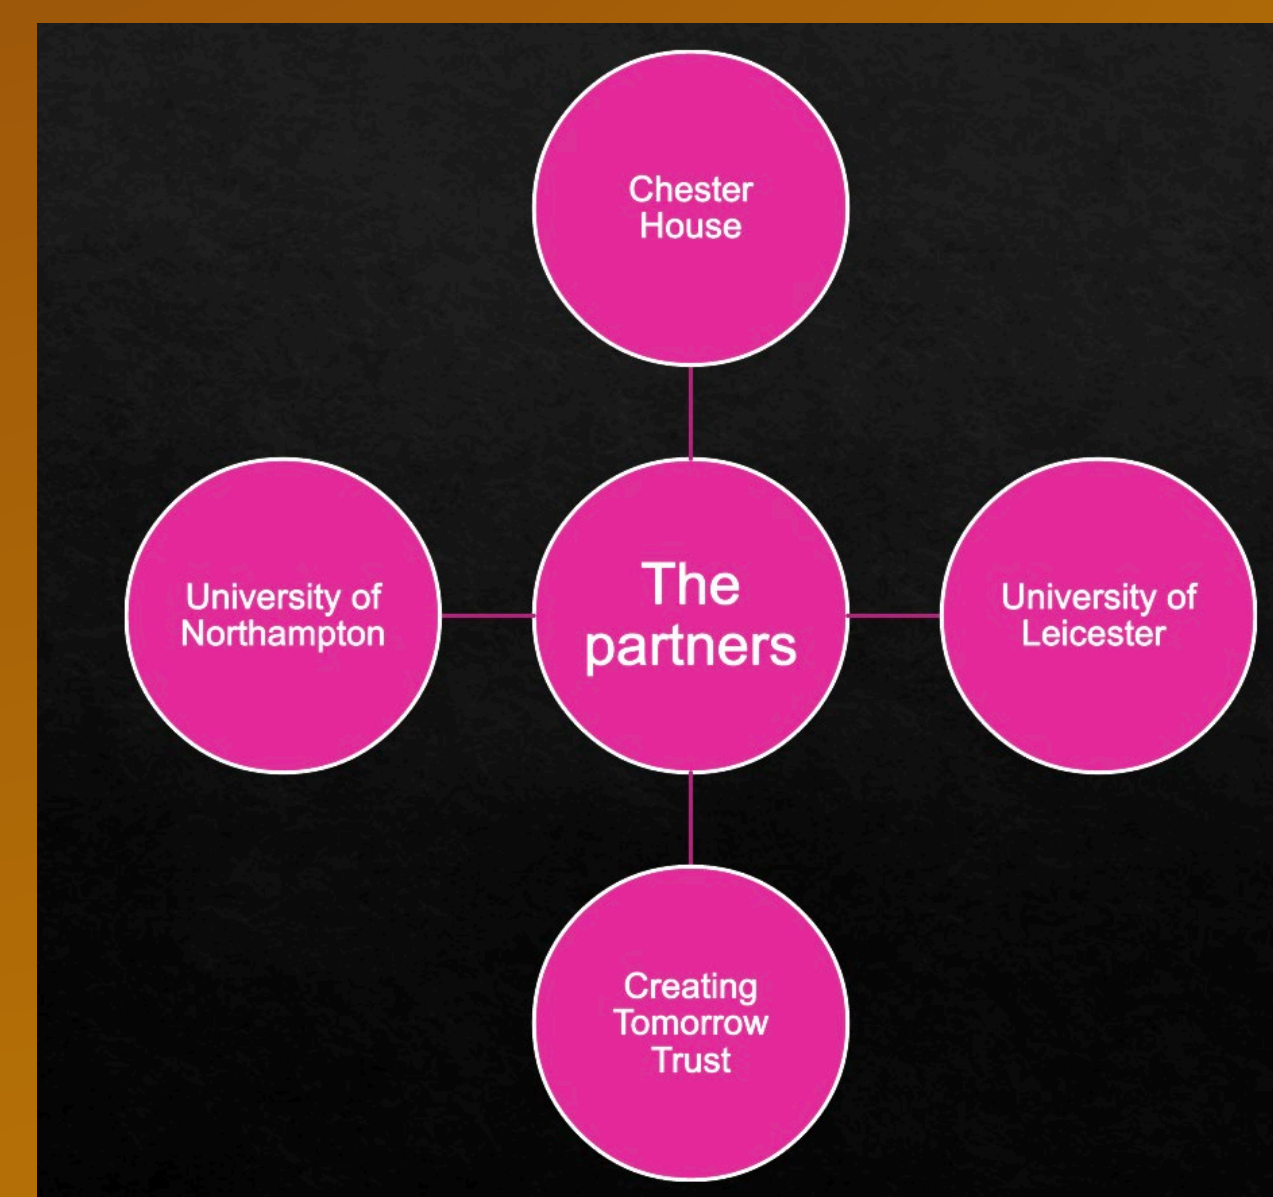 Chester
House
University of
Northampton
The
partners
University of
Leicester
Creating
Tomorrow
Trust